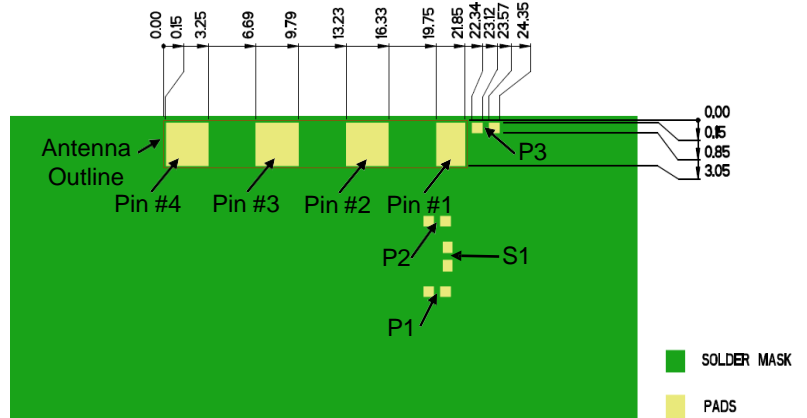 0.00
0.15
3.25
6.69
9.79
13.23
16.33
19.75
21.85
22.34
23.12
23.57
24.35
0.00
0.15
0.85
3.05
Antenna
Outline
P3
Pin #4
Pin #3
Pin #2
Pin #1
P2
S1
P1
SOLDER MASK
PADS